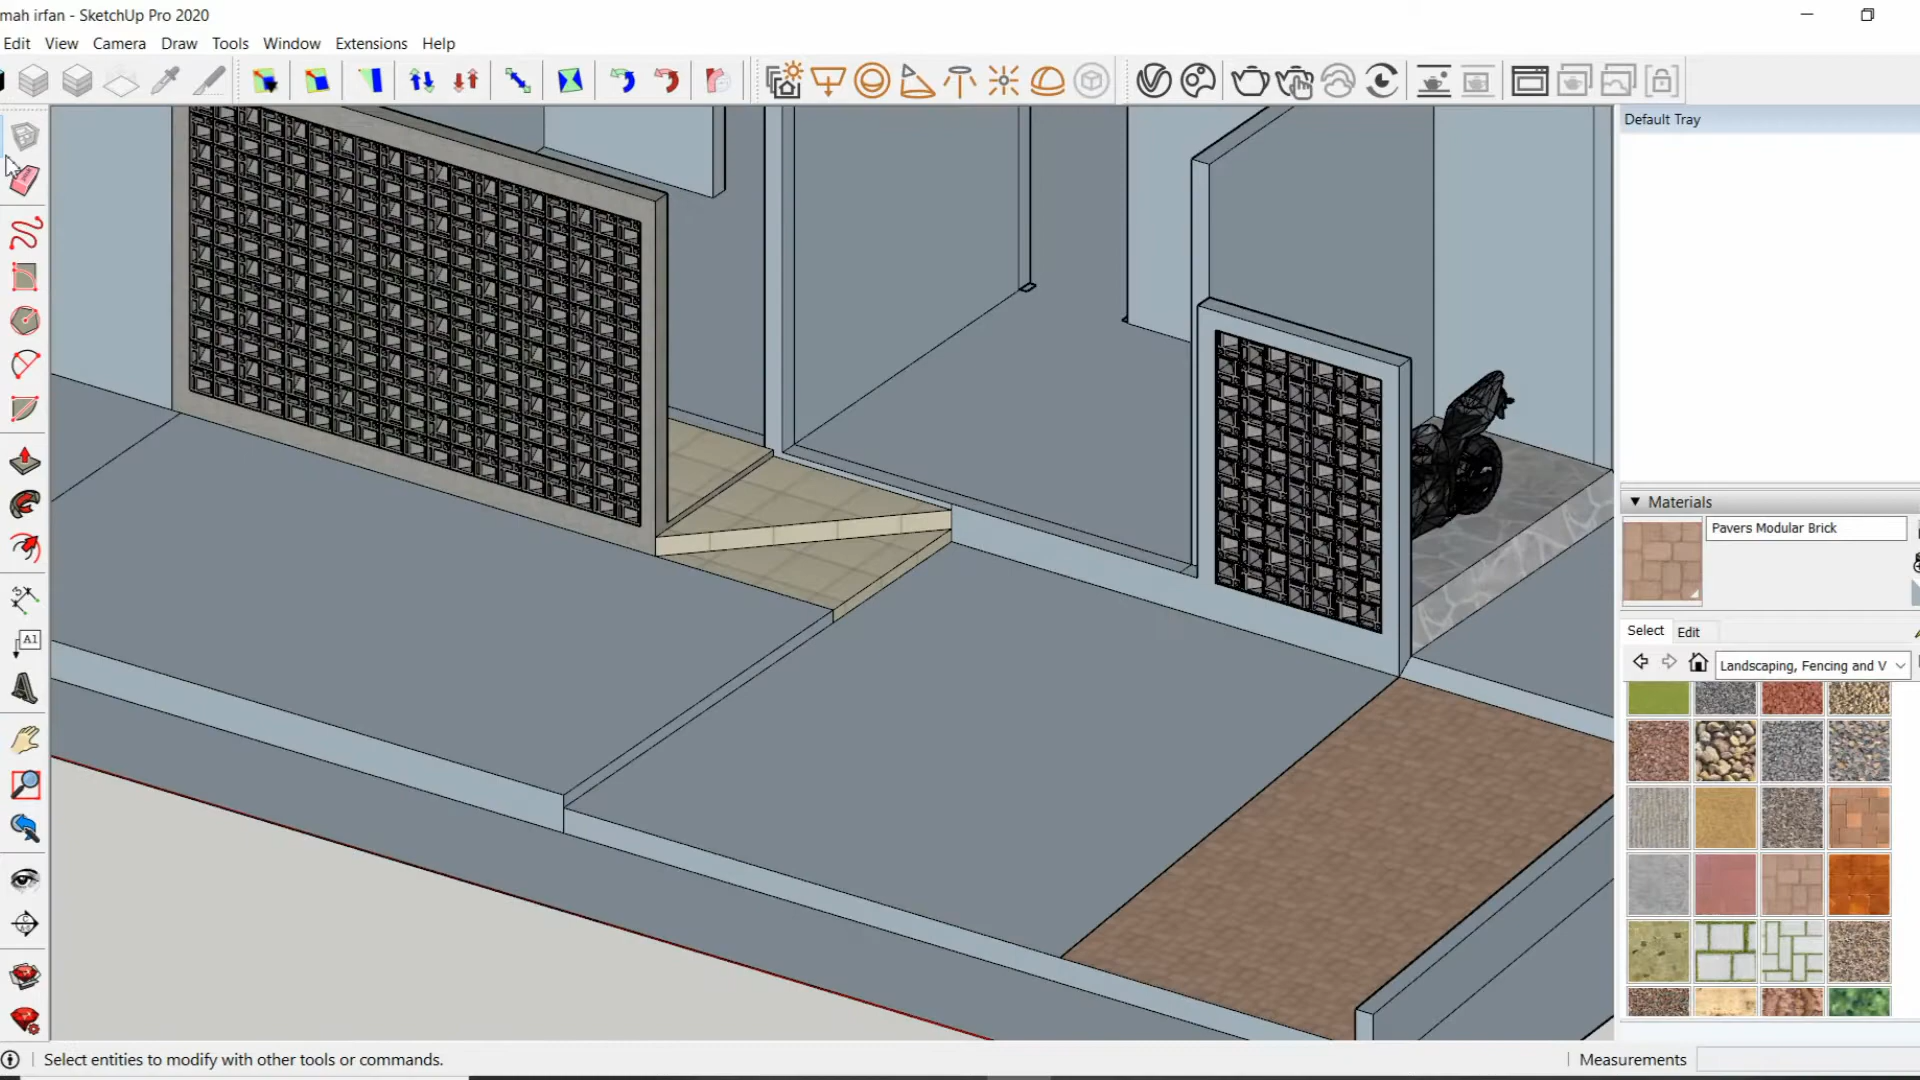 mah irfan - SketchUp Pro 2020
Edit View Camera Draw Tools Window Extensions Help
Default Tray
Materials
Pavers Modular Brick
A1
Select Edit
Landscaping, Fencing and V
Select entities to modify with other tools or commands.
Measurements